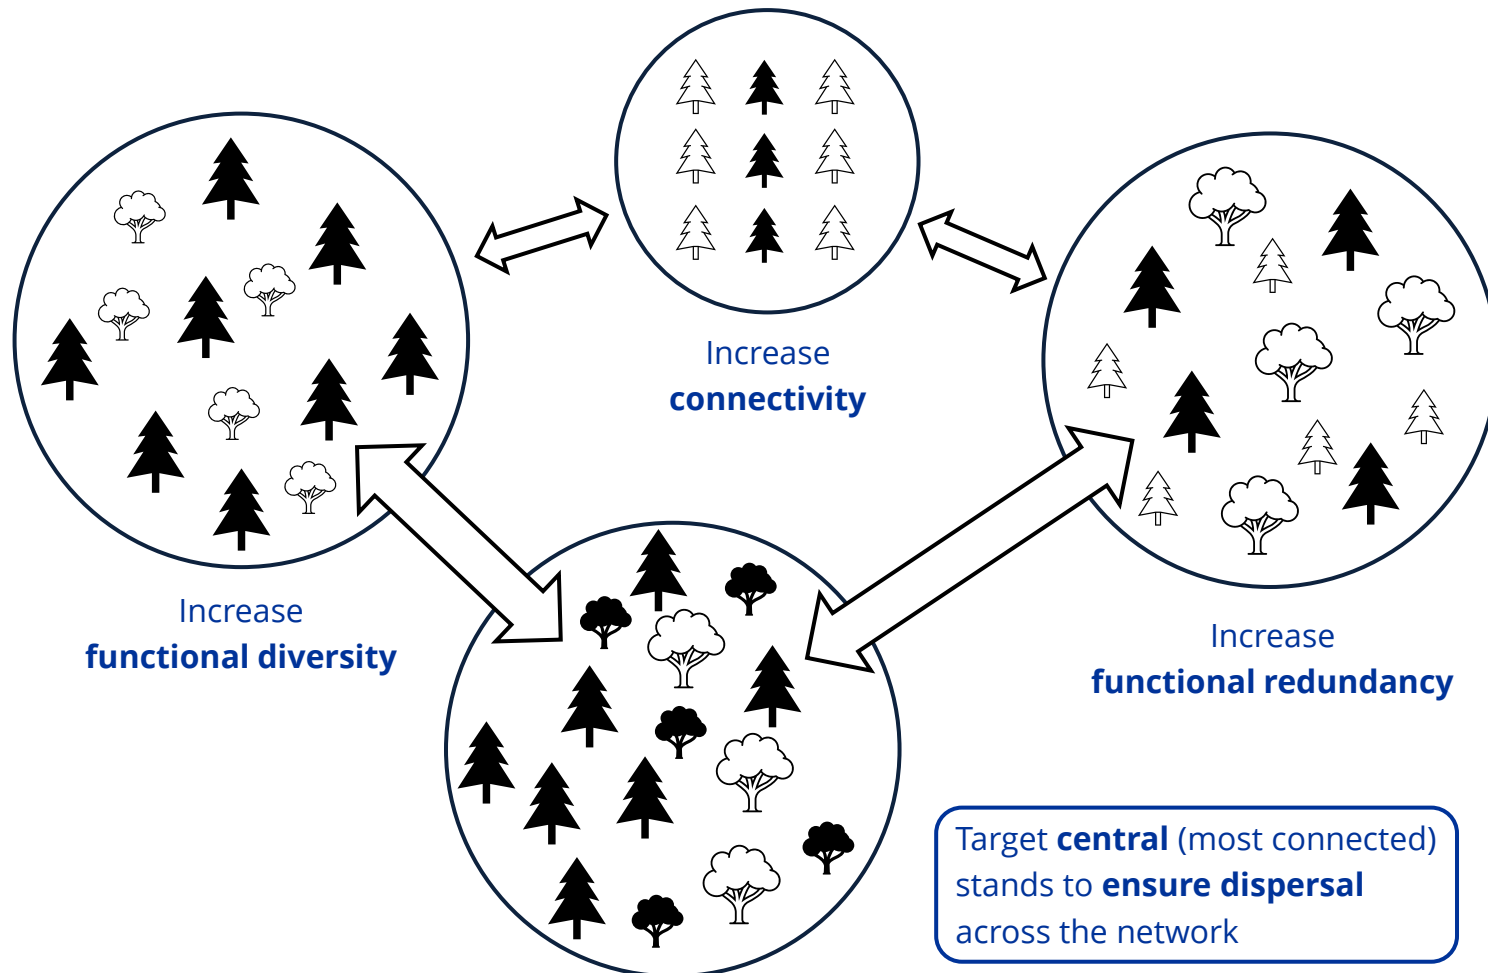 Increase
connectivity
Increase
functional diversity
Increase
functional redundancy
Target central (most connected)
stands to ensure dispersal
across the network